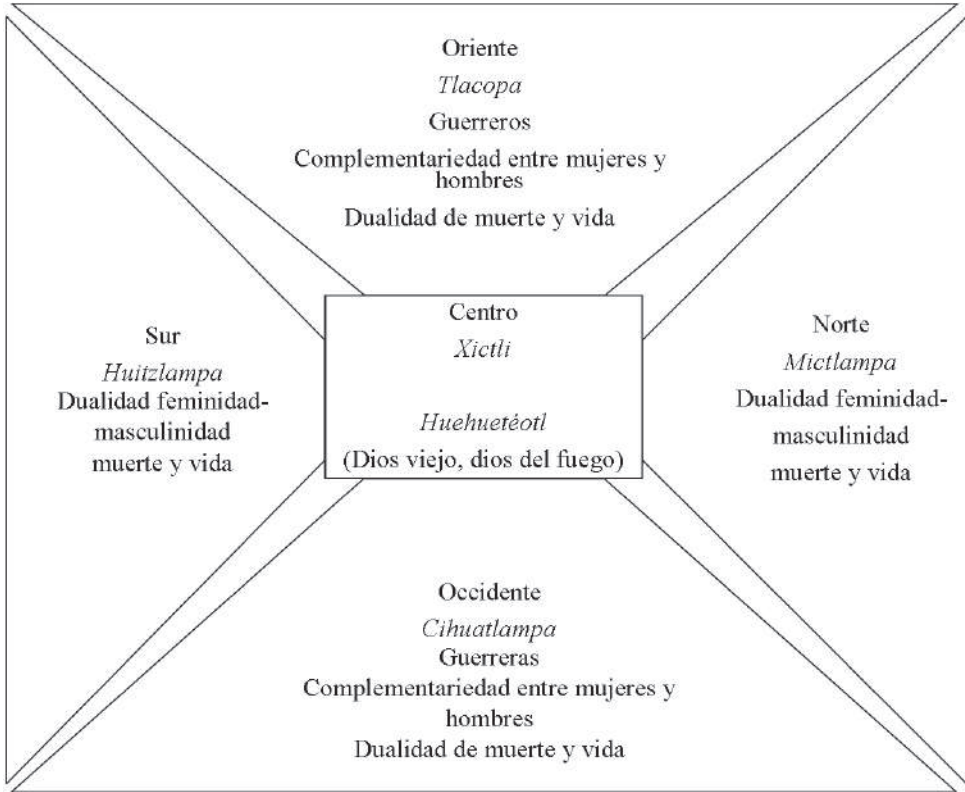 Oriente
Tlacopa
Guerreros
Complementariedad entre mujeres y
hombres
Dualidad de muerte y vida
Sur
Huitzlampa
Dualidad feminidad-
masculinidad
muerte y vida
Centro
Xictli
Huehuetéotl
(Dios viejo, dios del fuego)
Norte
Mictlampa
Dualidad feminidad-
masculinidad
muerte y vida
Occidente
Cihuatlampa
Guerreras
Complementariedad entre mujeres y
hombres
Dualidad de muerte y vida